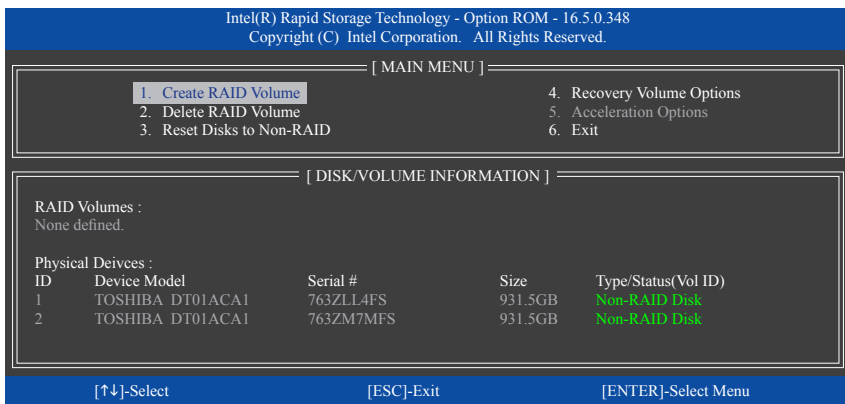 Intel(R) Rapid Storage Technology - Option ROM - 16.5.0.348
Copyright (C) Intel Corporation. All Rights Reserved.
[ MAIN MENU ]
1. Create RAID Volume
2. Delete RAID Volume
3. Reset Disks to Non-RAID
4. Recovery Volume Options
5. Acceleration Options
6. Exit
[ DISK/VOLUME INFORMATION ]
RAID Volumes :
None defined.
Physical Deivces :
ID Device Model Serial # Size Type/Status(Vol ID)
1 TOSHIBA DT01ACA1 763ZLL4FS 931.5GB Non-RAID Disk
2 TOSHIBA DT01ACA1 763ZM7MFS 931.5GB Non-RAID Disk
[↑↓]-Select [ESC]-Exit [ENTER]-Select Menu